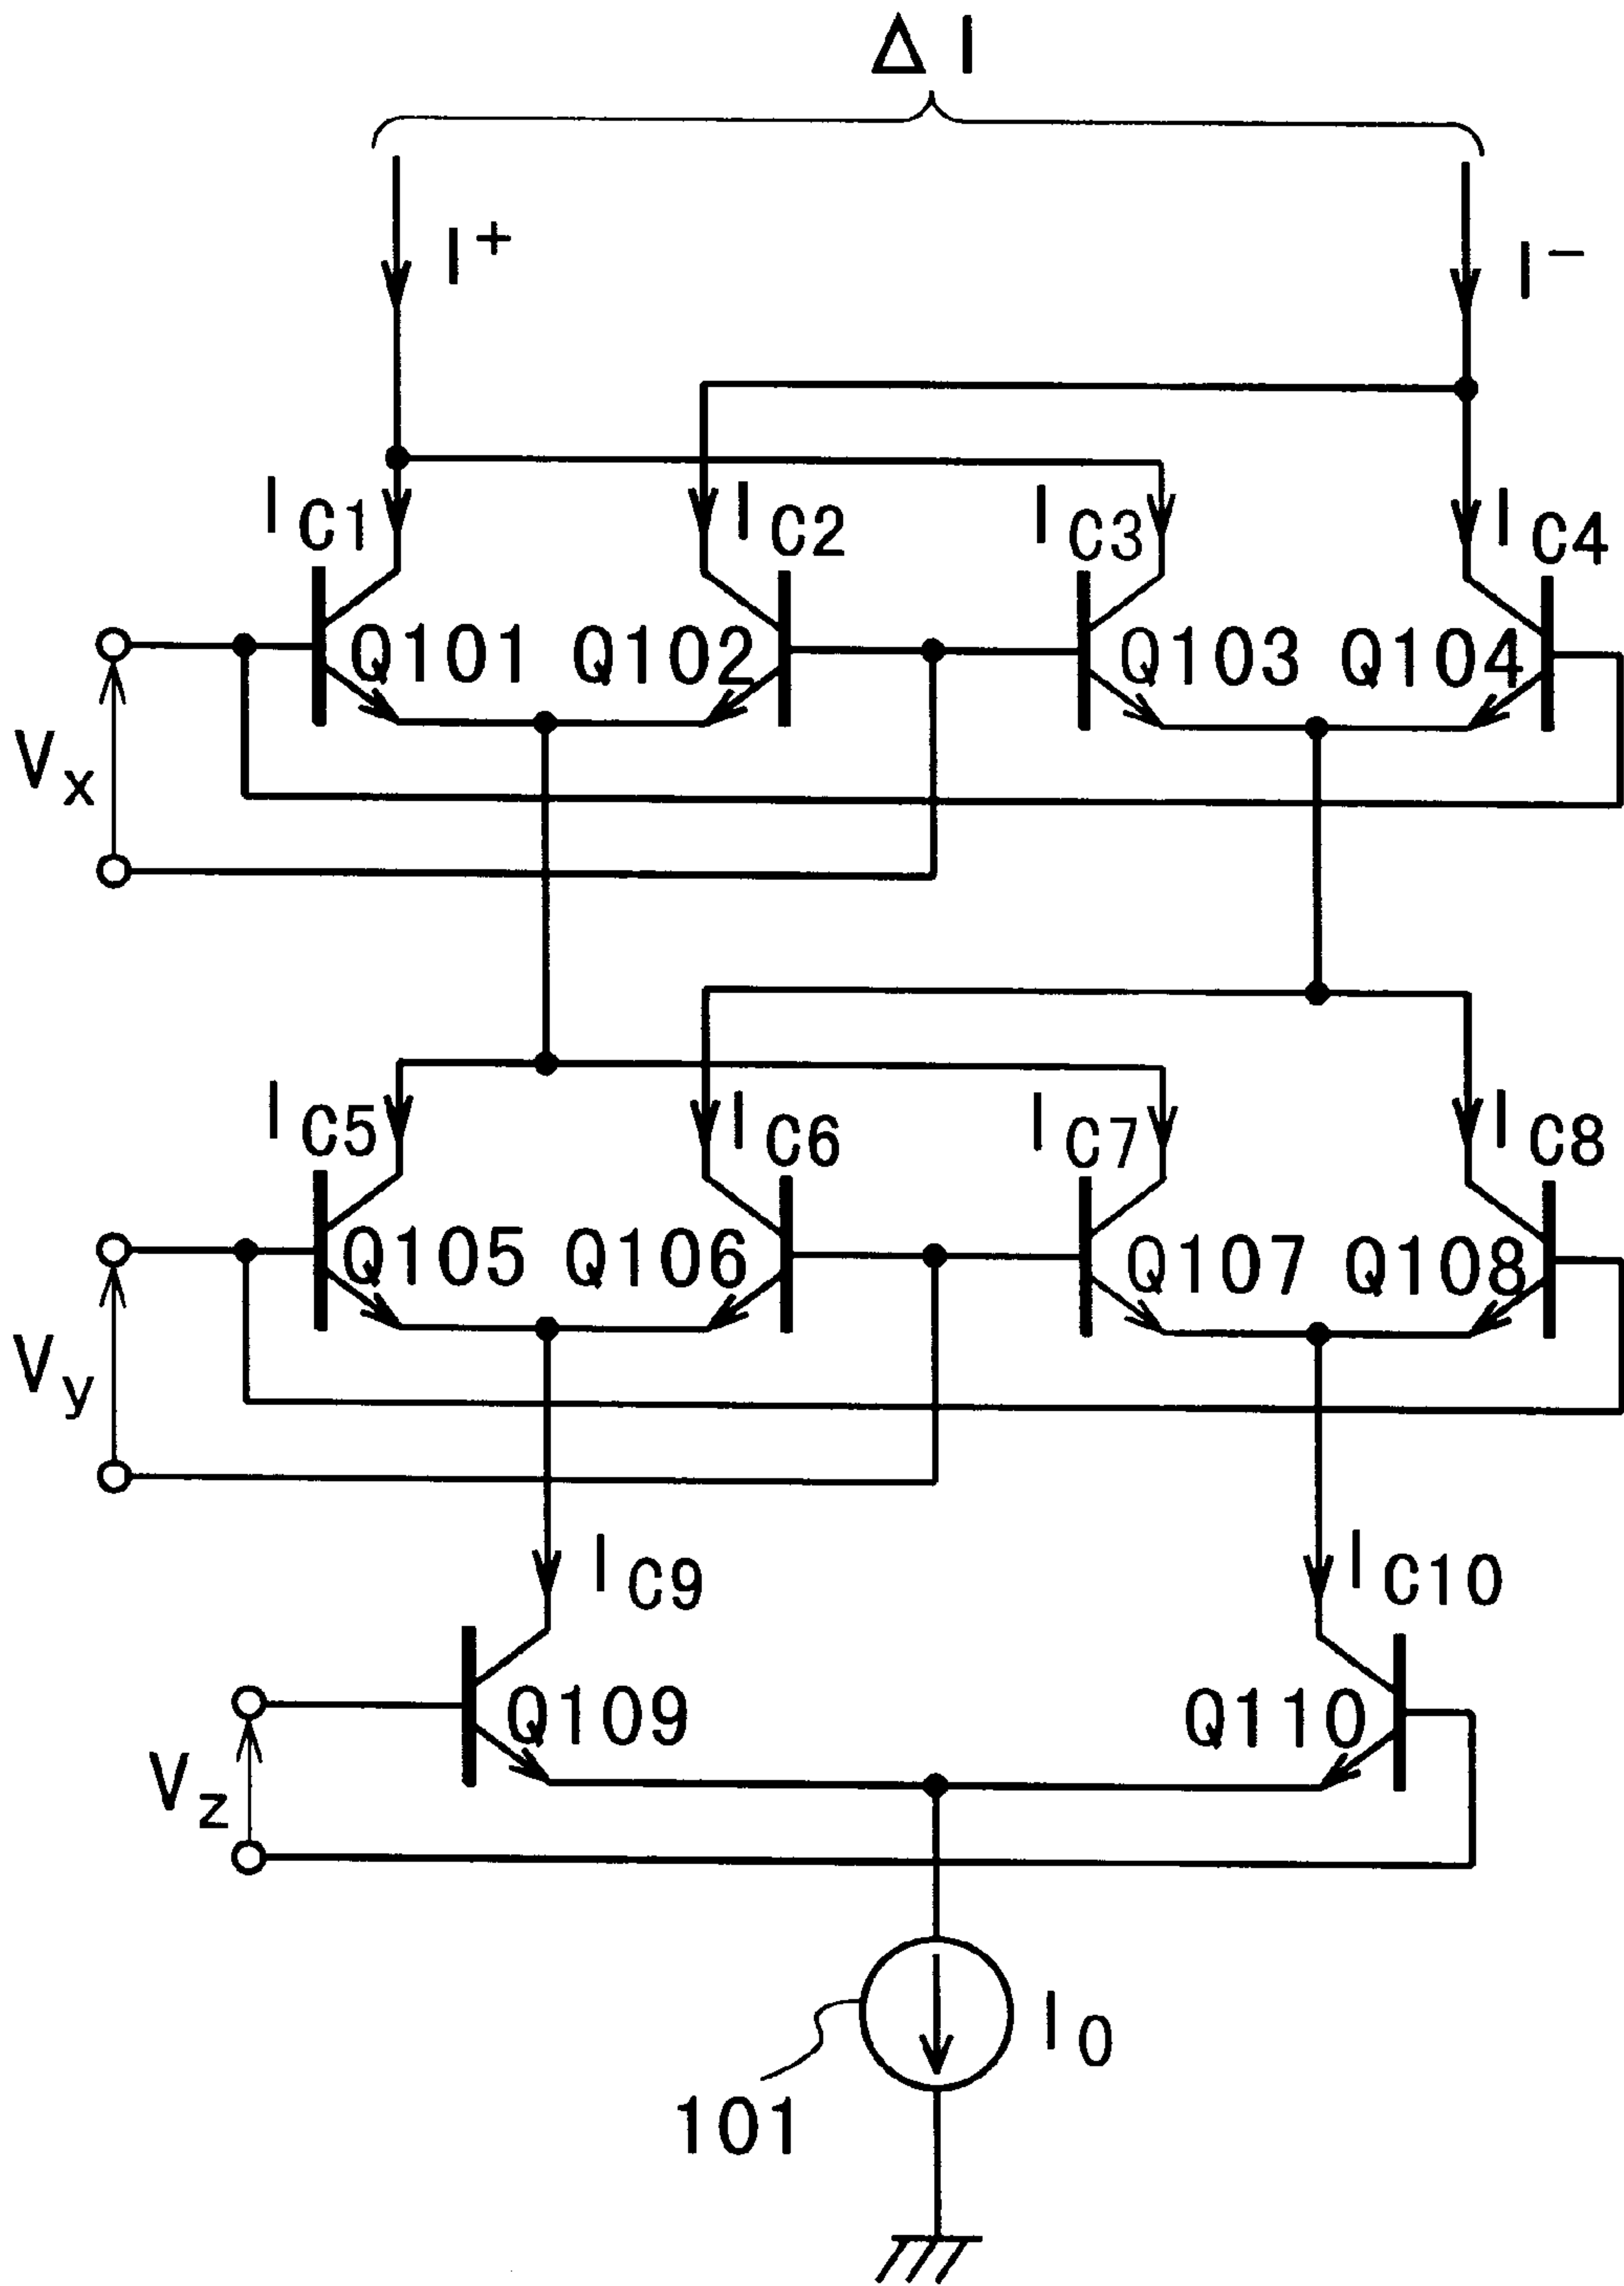 Δ I
I+
I−
IC1
IC2
IC3
IC4
Q101
Q102
Q103
Q104
Vx
IC5
IC6
IC7
IC8
Q105
Q106
Q107
Q108
Vy
IC9
IC10
Q109
Q110
Vz
I0
101